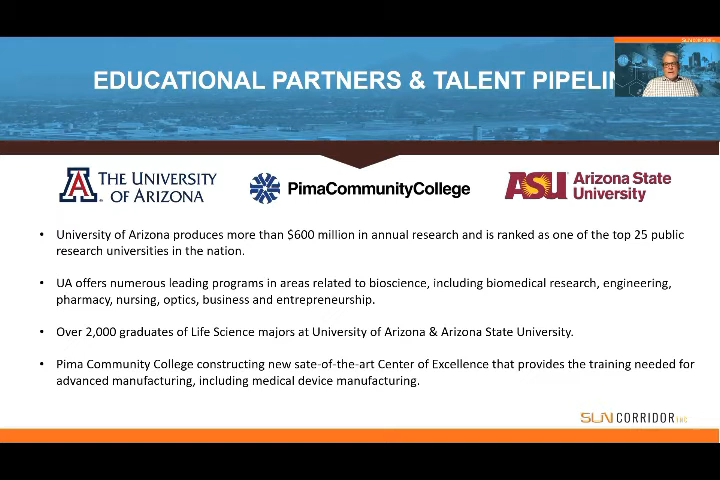 SUNCORRIDOR
EDUCATIONAL PARTNERS & TALENT PIPELIN
A THE UNIVERSITY
OF ARIZONA
PimaCommunityCollege
ASU Arizona State
University
• University of Arizona produces more than $600 million in annual research and is ranked as one of the top 25 public
research universities in the nation.
• UA offers numerous leading programs in areas related to bioscience, including biomedical research, engineering,
pharmacy, nursing, optics, business and entrepreneurship.
• Over 2,000 graduates of Life Science majors at University of Arizona & Arizona State University.
• Pima Community College constructing new sate-of-the-art Center of Excellence that provides the training needed for
advanced manufacturing, including medical device manufacturing.
SUN CORRIDOR INC